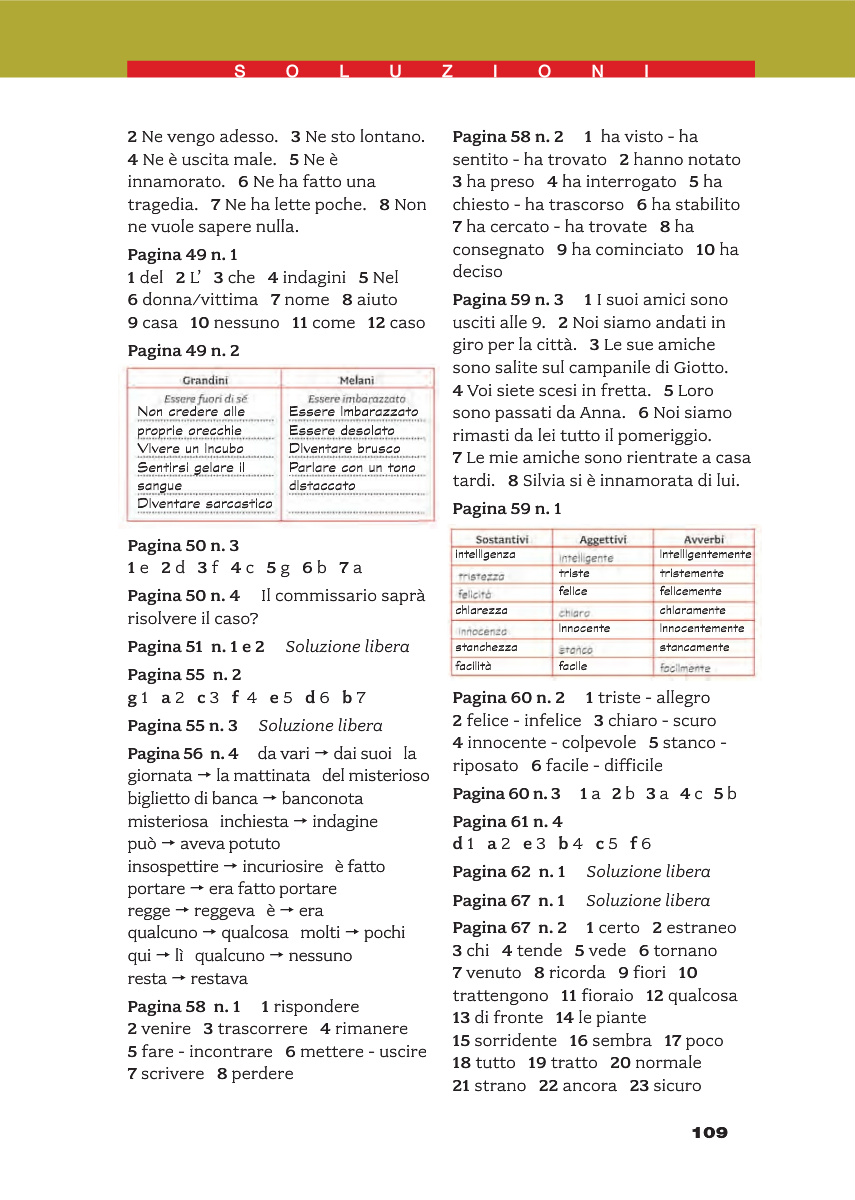 SOLUZIONI
2 Ne vengo adesso. 3 Ne sto lontano.
4 Ne è uscita male. 5 Ne è
innamorato. 6 Ne ha fatto una
tragedia. 7 Ne ha lette poche. 8 Non
ne vuole sapere nulla.
Pagina 49 n. 1
1 del 2 L’ 3 che 4 indagini 5 Nel
6 donna/vittima 7 nome 8 aiuto
9 casa 10 nessuno 11 come 12 caso
Pagina 49 n. 2
Grandini Melani
Essere fuori di sé Essere imbarazzato
Non credere alle Essere imbarazzato
proprie orecchie Essere desolato
Vivere un incubo Diventare brusco
Sentirsi gelare il Parlare con un tono
sangue distaccato
Diventare sarcastico
Pagina 50 n. 3
1 e 2 d 3 f 4 c 5 g 6 b 7 a
Pagina 50 n. 4 Il commissario saprà
risolvere il caso?
Pagina 51 n. 1 e 2 Soluzione libera
Pagina 55 n. 2
g 1 a 2 c 3 f 4 e 5 d 6 b 7
Pagina 55 n. 3 Soluzione libera
Pagina 56 n. 4 da vari → dai suoi la
giornata → la mattinata del misterioso
biglietto di banca → banconota
misteriosa inchiesta → indagine
può → aveva potuto
insospettire → incuriosire è fatto
portare → era fatto portare
regge → reggeva è → era
qualcuno → qualcosa molti → pochi
qui → lì qualcuno → nessuno
resta → restava
Pagina 58 n. 1 1 rispondere
2 venire 3 trascorrere 4 rimanere
5 fare - incontrare 6 mettere - uscire
7 scrivere 8 perdere
Pagina 58 n. 2 1 ha visto - ha
sentito - ha trovato 2 hanno notato
3 ha preso 4 ha interrogato 5 ha
chiesto - ha trascorso 6 ha stabilito
7 ha cercato - ha trovate 8 ha
consegnato 9 ha cominciato 10 ha
deciso
Pagina 59 n. 3 1 I suoi amici sono
usciti alle 9. 2 Noi siamo andati in
giro per la città. 3 Le sue amiche
sono salite sul campanile di Giotto.
4 Voi siete scesi in fretta. 5 Loro
sono passati da Anna. 6 Noi siamo
rimasti da lei tutto il pomeriggio.
7 Le mie amiche sono rientrate a casa
tardi. 8 Silvia si è innamorata di lui.
Pagina 59 n. 1
Sostantivi Aggettivi Avverbi
intelligenza intelligente intelligentemente
tristezza triste tristemente
felicità felice felicemente
chiarezza chiaro chiaramente
innocenza innocente innocentemente
stanchezza stanco stancamente
facilità facile facilmente
Pagina 60 n. 2 1 triste - allegro
2 felice - infelice 3 chiaro - scuro
4 innocente - colpevole 5 stanco -
riposato 6 facile - difficile
Pagina 60 n. 3 1 a 2 b 3 a 4 c 5 b
Pagina 61 n. 4
d 1 a 2 e 3 b 4 c 5 f 6
Pagina 62 n. 1 Soluzione libera
Pagina 67 n. 1 Soluzione libera
Pagina 67 n. 2 1 certo 2 estraneo
3 chi 4 tende 5 vede 6 tornano
7 venuto 8 ricorda 9 fiori 10
trattengono 11 fioraio 12 qualcosa
13 di fronte 14 le piante
15 sorridente 16 sembra 17 poco
18 tutto 19 tratto 20 normale
21 strano 22 ancora 23 sicuro
109